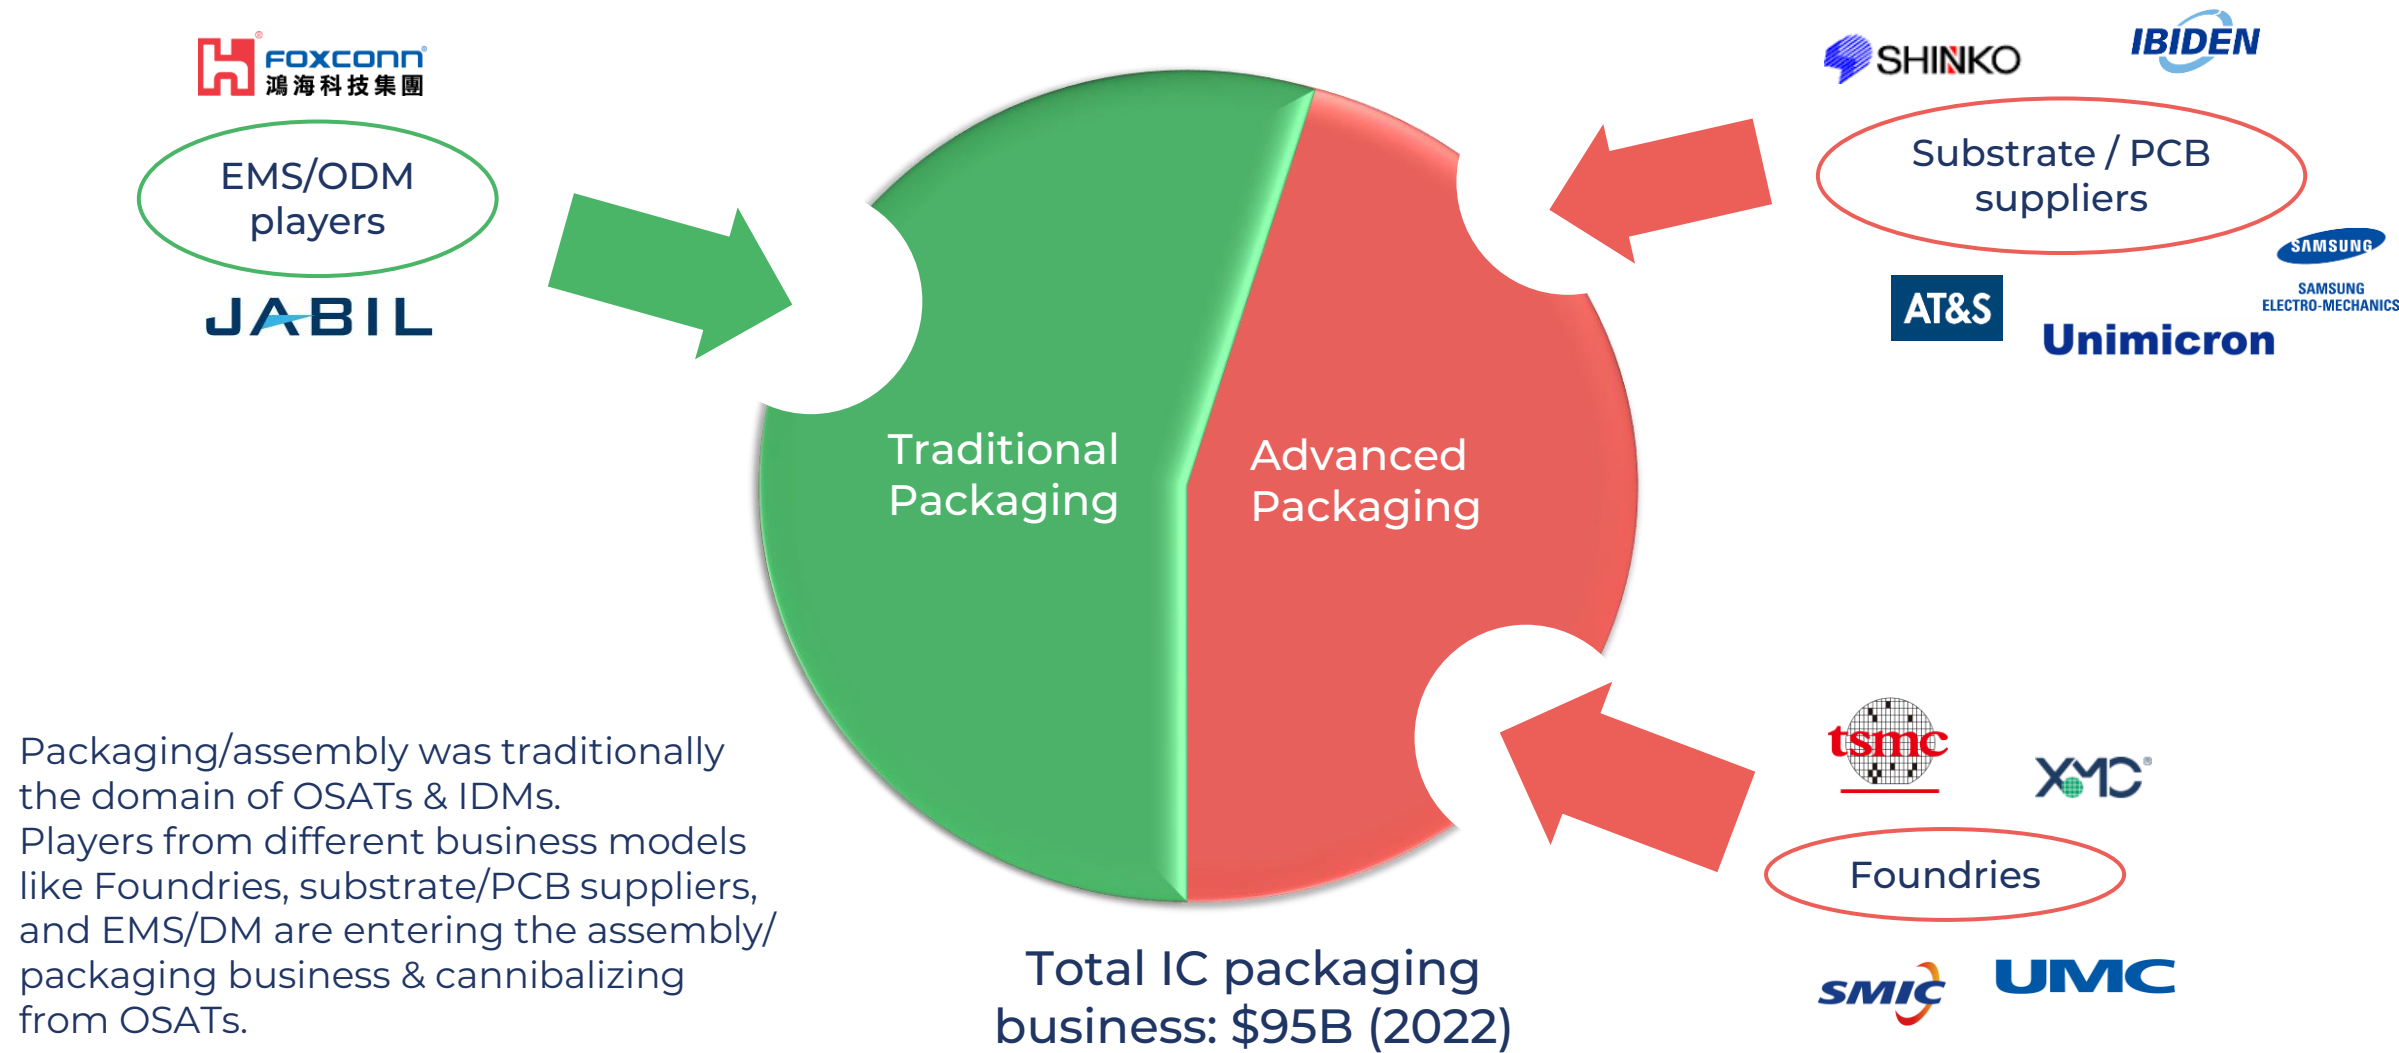 FOXCONN®
鴻海科技集團
EMS/ODM
players
JABIL
SHINKO
IBIDEN
Substrate / PCB
suppliers
SAMSUNG
SAMSUNG
ELECTRO-MECHANICS
AT&S
Unimicron
Traditional
Packaging
Advanced
Packaging
tsmc
XMC®
Foundries
SMIC
UMC
Packaging/assembly was traditionally
the domain of OSATs & IDMs.
Players from different business models
like Foundries, substrate/PCB suppliers,
and EMS/DM are entering the assembly/
packaging business & cannibalizing
from OSATs.
Total IC packaging
business: $95B (2022)